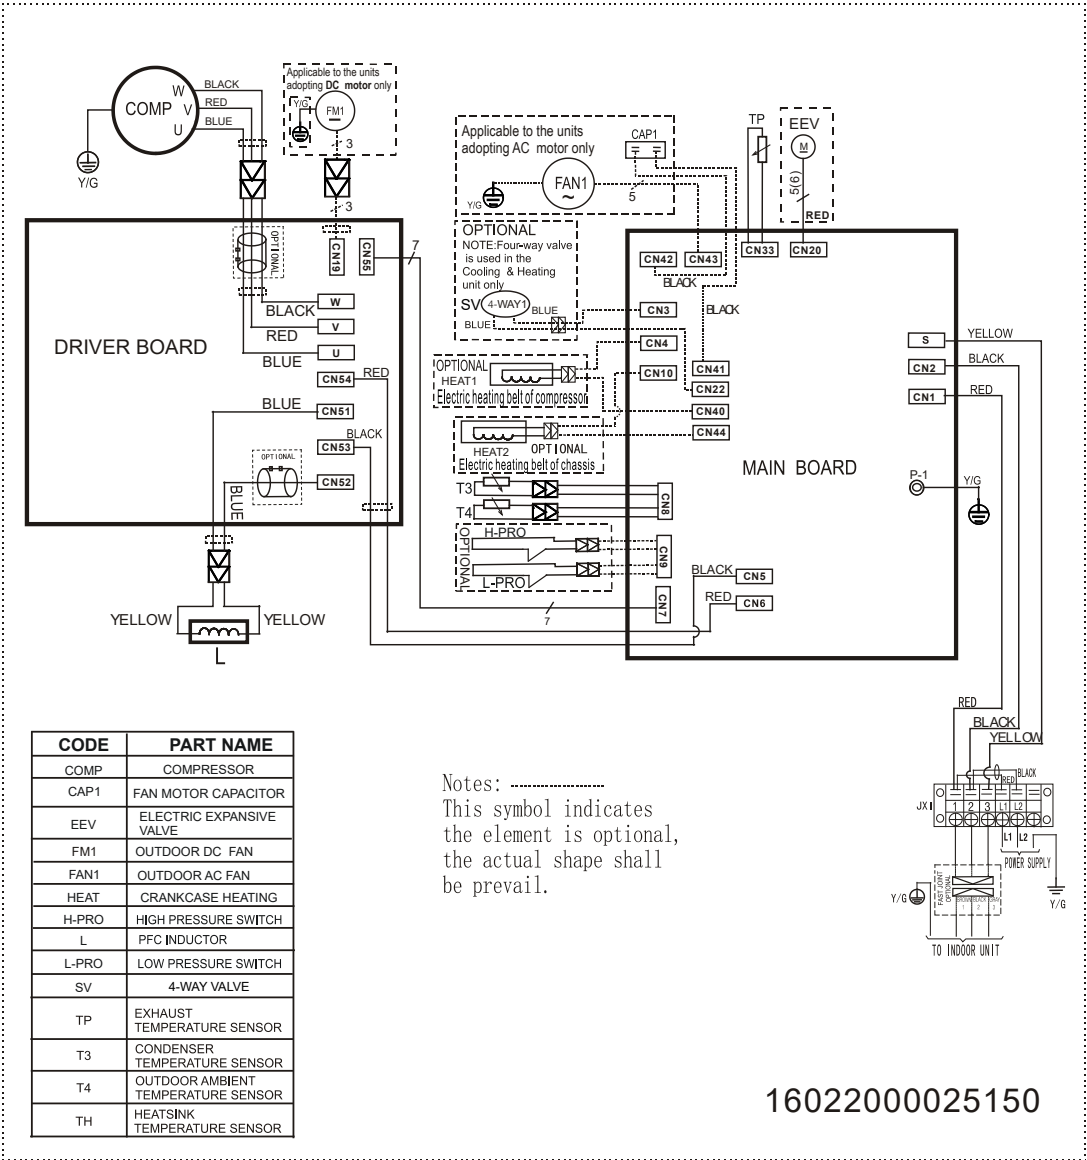 Applicable to the units
adopting DC motor only
Y/G
FM1
3
3
COMP
W
V
U
BLACK
RED
BLUE
Y/G
Applicable to the units
adopting AC motor only
CAP1
FAN1
~
Y/G
5
TP
EEV
M
5(6)
RED
OPTIONAL
NOTE:Four-way valve
is used in the
Cooling & Heating
unit only
SV
4-WAY1
BLUE
BLUE
DRIVER BOARD
OPTIONAL
CN19
CN55
7
BLACK
W
RED
V
BLUE
U
CN54
RED
BLUE
CN51
BLACK
CN53
OPTIONAL
CN52
BLUE
YELLOW
YELLOW
L
CN42
CN43
BLACK
CN33
CN20
CN3
BLACK
CN4
CN10
CN41
CN22
CN40
CN44
OPTIONAL
HEAT1
Electric heating belt of compressor
HEAT2
OPTIONAL
Electric heating belt of chassis
T3
T4
CN8
OPTIONAL
H-PRO
L-PRO
CN9
CN7
7
BLACK
CN5
RED
CN6
MAIN BOARD
S
YELLOW
CN2
BLACK
CN1
RED
P-1
Y/G
RED
BLACK
YELLOW
BLACK
RED
JX1
1
2
3
L1
L2
L1
L2
POWER SUPPLY
Y/G
FAST JOINT
OPTIONAL
BROWN
BLACK
1
2
3
Y/G
TO INDOOR UNIT
CODE PART NAME
COMP COMPRESSOR
CAP1 FAN MOTOR CAPACITOR
EEV ELECTRIC EXPANSIVE
VALVE
FM1 OUTDOOR DC FAN
FAN1 OUTDOOR AC FAN
HEAT CRANKCASE HEATING
H-PRO HIGH PRESSURE SWITCH
L PFC INDUCTOR
L-PRO LOW PRESSURE SWITCH
SV 4-WAY VALVE
TP EXHAUST
TEMPERATURE SENSOR
T3 CONDENSER
TEMPERATURE SENSOR
T4 OUTDOOR AMBIENT
TEMPERATURE SENSOR
TH HEATSINK
TEMPERATURE SENSOR
Notes:
This symbol indicates
the element is optional,
the actual shape shall
be prevail.
16022000025150